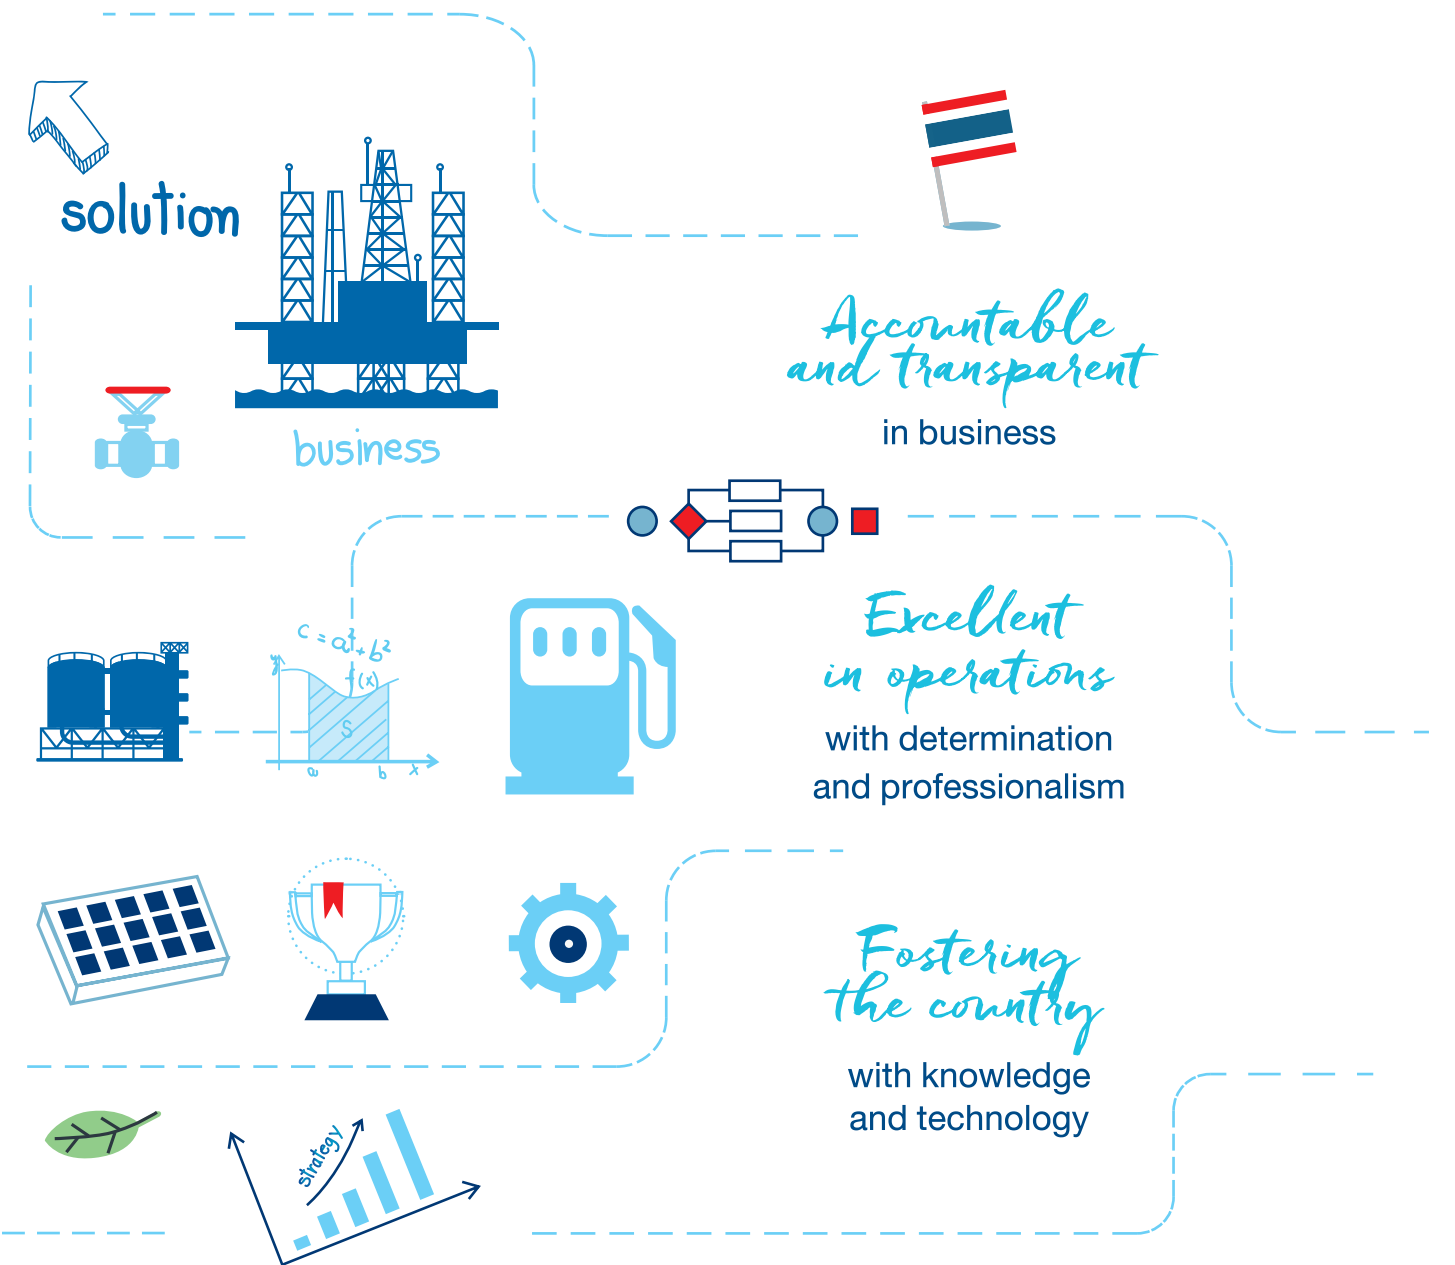 solution
business
Accountable
and transparent
in business
Excellent
in operations
with determination
and professionalism
c = a² + b²
y
f(x)
S
a
b
x
Fostering
the country
with knowledge
and technology
strategy